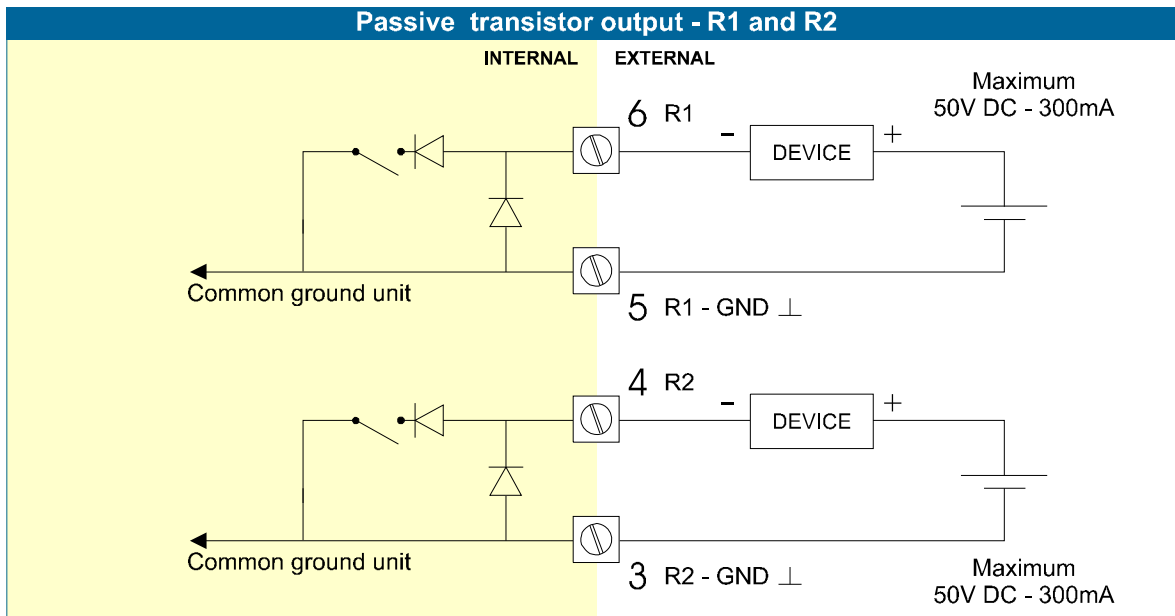 Passive transistor output - R1 and R2
INTERNAL EXTERNAL
Maximum
50V DC - 300mA
6 R1
- DEVICE +
Common ground unit
5 R1 - GND ⊥
4 R2
- DEVICE +
Common ground unit
3 R2 - GND ⊥
Maximum
50V DC - 300mA